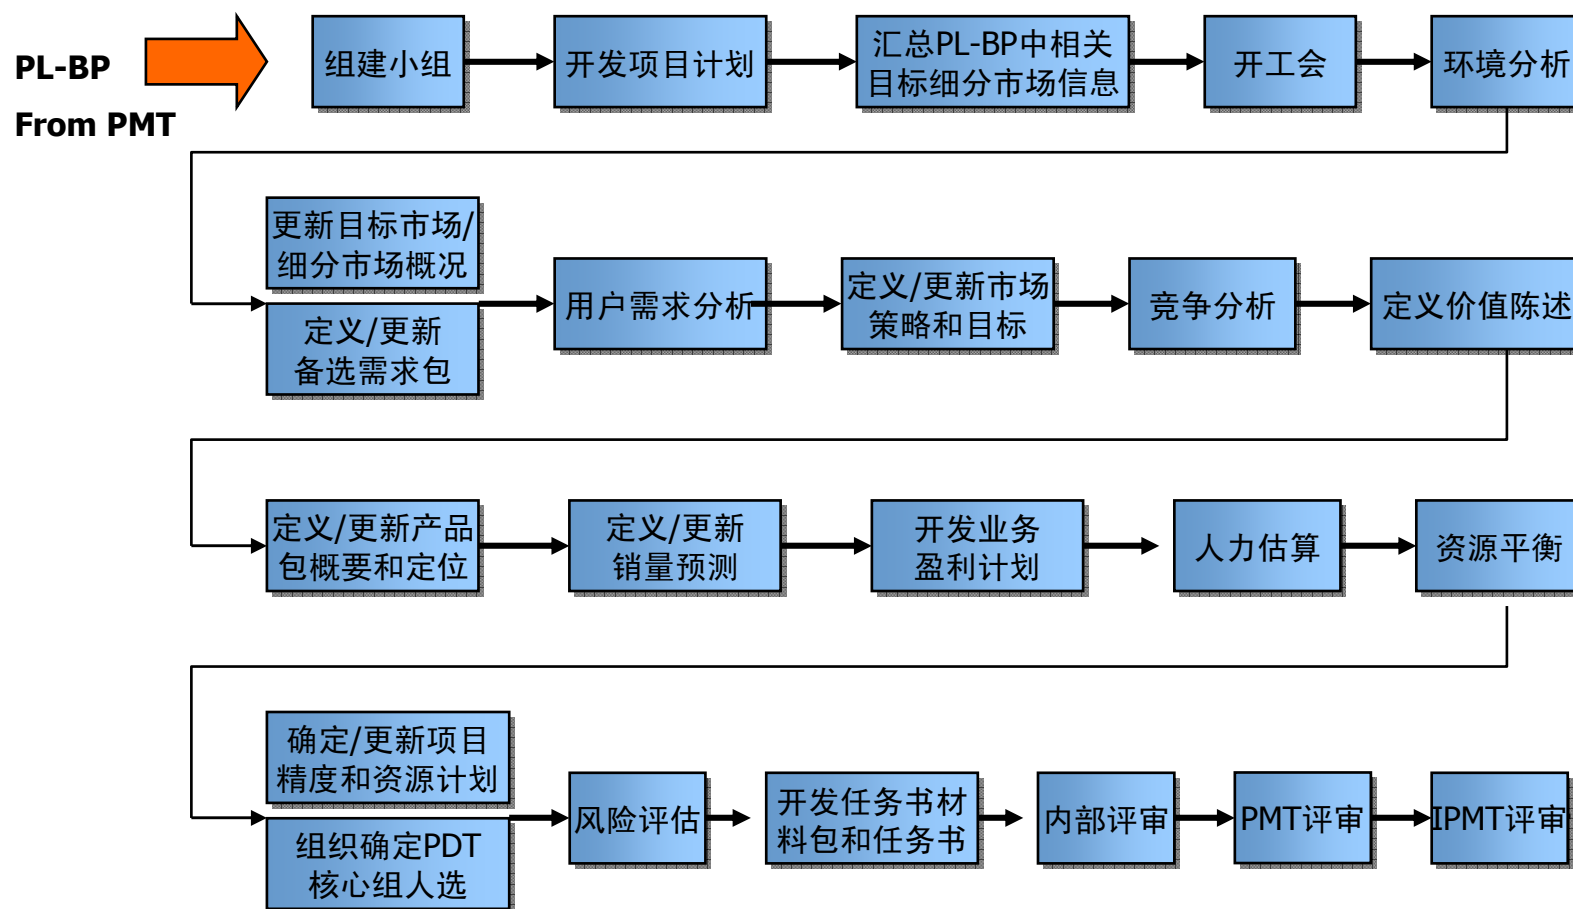 PL-BP
From PMT
组建小组
开发项目计划
汇总PL-BP中相关
目标细分市场信息
开工会
环境分析
更新目标市场/
细分市场概况
定义/更新
备选需求包
用户需求分析
定义/更新市场
策略和目标
竞争分析
定义价值陈述
定义/更新产品
包概要和定位
定义/更新
销量预测
开发业务
盈利计划
人力估算
资源平衡
确定/更新项目
精度和资源计划
组织确定PDT
核心组人选
风险评估
开发任务书材
料包和任务书
内部评审
PMT评审
IPMT评审